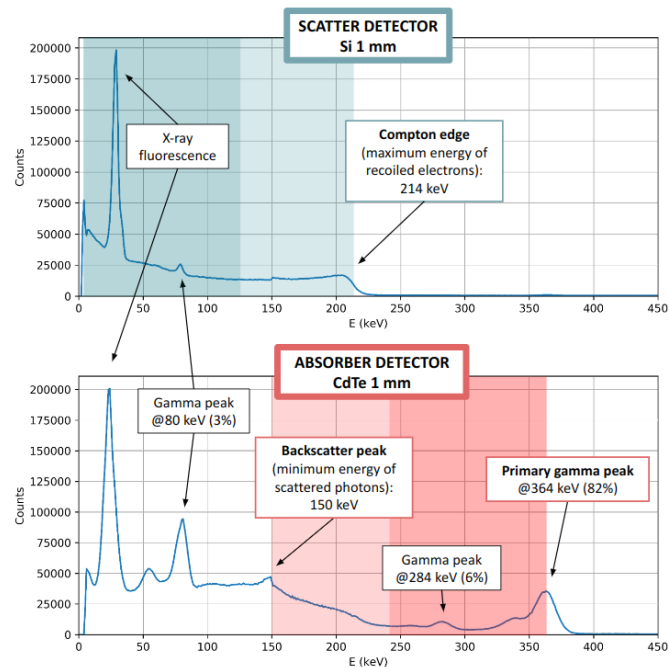 SCATTER DETECTOR
Si 1 mm
200000
175000
150000
125000
100000
75000
50000
25000
0
Counts
X-ray
fluorescence
Compton edge
(maximum energy of
recoiled electrons):
214 keV
0 50 100 150 200 250 300 350 400 450
E (keV)
ABSORBER DETECTOR
CdTe 1 mm
200000
175000
150000
125000
100000
75000
50000
25000
0
Counts
Gamma peak
@80 keV (3%)
Backscatter peak
(minimum energy of
scattered photons):
150 keV
Primary gamma peak
@364 keV (82%)
Gamma peak
@284 keV (6%)
0 50 100 150 200 250 300 350 400 450
E (keV)